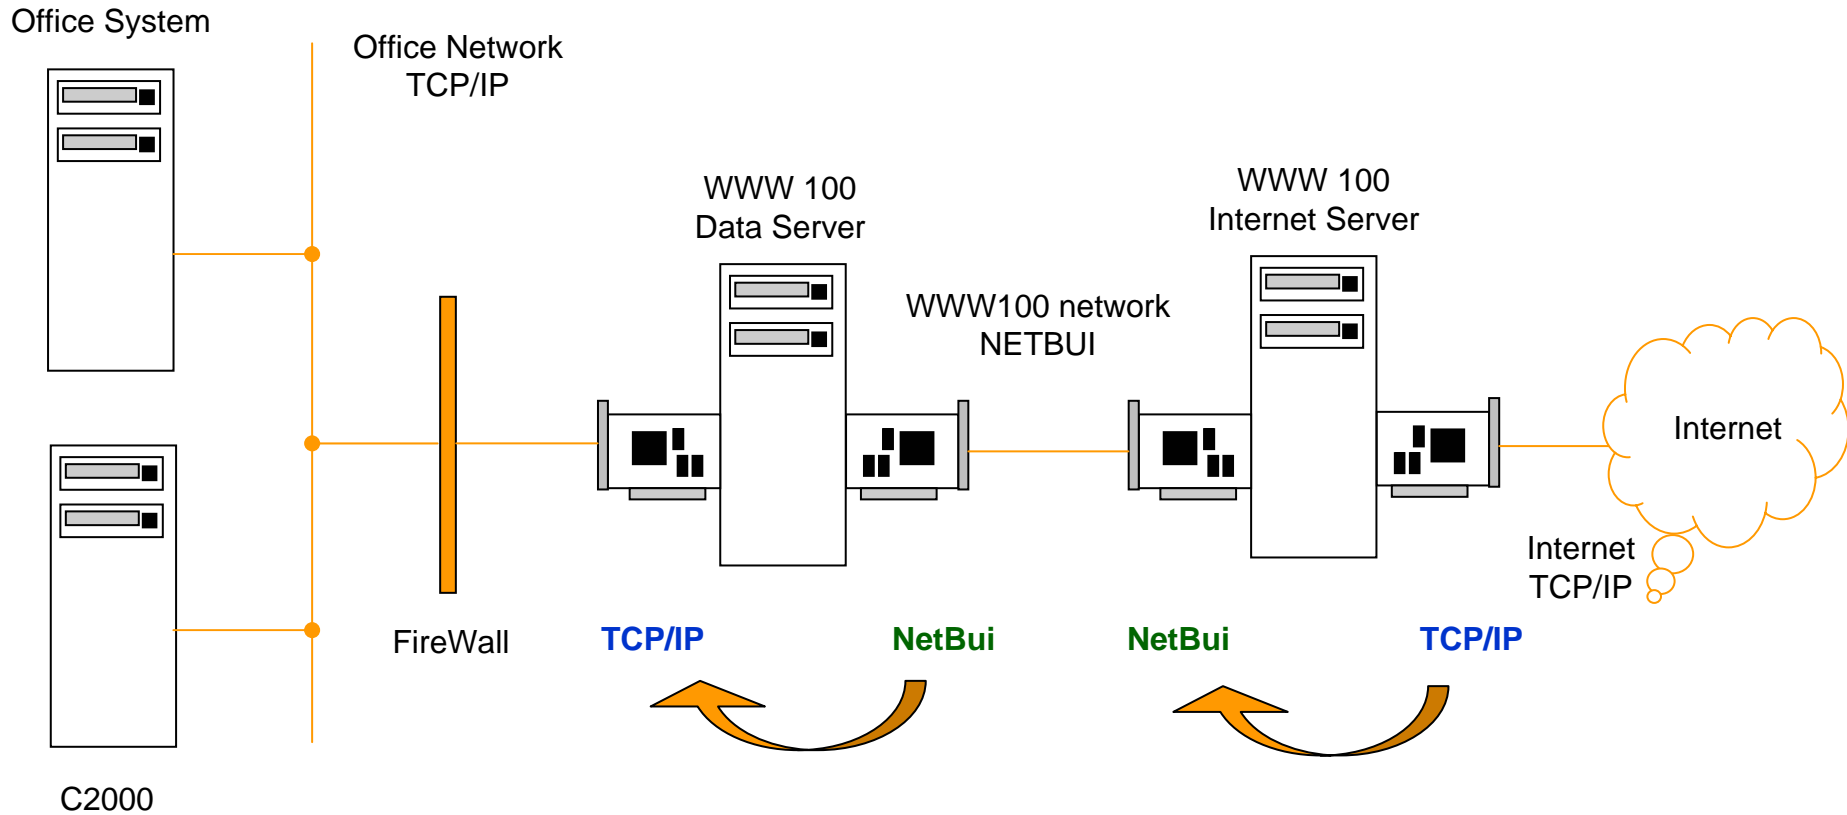 Office System
Office Network
TCP/IP
WWW 100
Data Server
WWW 100
Internet Server
WWW100 network
NETBUI
Internet
Internet
TCP/IP
FireWall
TCP/IP
NetBui
NetBui
TCP/IP
C2000